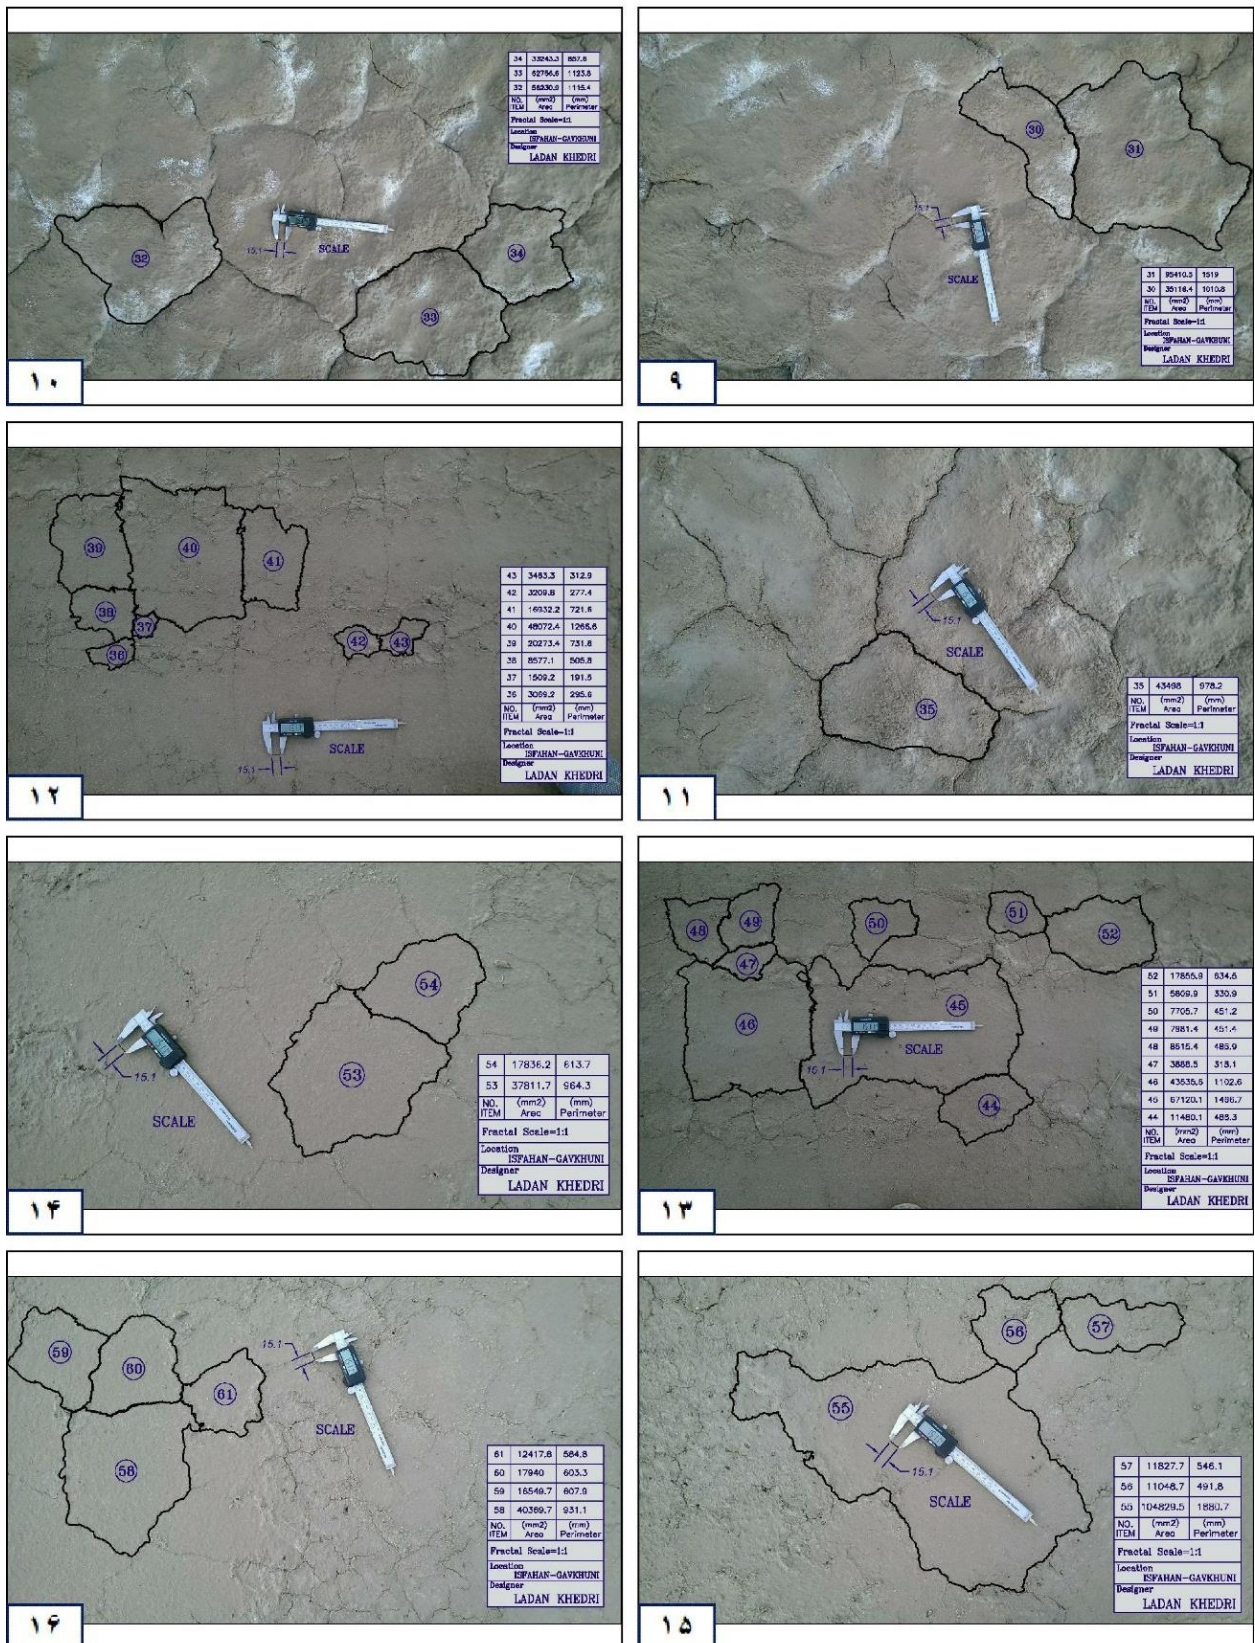 34 33243.3 857.6
33 62766.6 1123.8
32 58230.9 1115.4
NO. ITEM (mm2) Area (mm) Perimeter
Fractal Scale=1:1
Location
ISFAHAN-GAVKHUNI
Designer
LADAN KHEDRI
15.1
SCALE
32
34
33
۱۰
30
31
15.1
SCALE
31 95410.5 1519
30 35116.4 1010.8
NO. ITEM (mm2) Area (mm) Perimeter
Fractal Scale=1:1
Location
ISFAHAN-GAVKHUNI
Designer
LADAN KHEDRI
۹
39
40
41
38
37
36
42
43
43 3483.3 312.9
42 3209.8 277.4
41 16932.2 721.6
40 48072.4 1266.6
39 20273.4 731.8
38 8577.1 505.8
37 1509.2 191.5
36 3069.2 295.6
NO. ITEM (mm2) Area (mm) Perimeter
Fractal Scale=1:1
Location
ISFAHAN-GAVKHUNI
Designer
LADAN KHEDRI
SCALE
15.1
۱۲
15.1
SCALE
35
35 43498 978.2
NO. ITEM (mm2) Area (mm) Perimeter
Fractal Scale=1:1
Location
ISFAHAN-GAVKHUNI
Designer
LADAN KHEDRI
۱۱
54
53
15.1
SCALE
54 17836.2 613.7
53 37811.7 964.3
NO. ITEM (mm2) Area (mm) Perimeter
Fractal Scale=1:1
Location
ISFAHAN-GAVKHUNI
Designer
LADAN KHEDRI
۱۴
48
49
50
51
52
47
46
45
44
SCALE
15.1
52 17855.9 634.6
51 5809.9 330.9
50 7705.7 451.2
49 7981.4 451.4
48 8515.4 485.9
47 3888.5 318.1
46 43535.6 1102.6
45 67120.1 1496.7
44 11480.1 485.3
NO. ITEM (mm2) Area (mm) Perimeter
Fractal Scale=1:1
Location
ISFAHAN-GAVKHUNI
Designer
LADAN KHEDRI
۱۳
59
60
61
58
15.1
SCALE
61 12417.8 564.8
60 17940 603.3
59 16549.7 607.9
58 40369.7 931.1
NO. ITEM (mm2) Area (mm) Perimeter
Fractal Scale=1:1
Location
ISFAHAN-GAVKHUNI
Designer
LADAN KHEDRI
۱۶
56
57
55
15.1
SCALE
57 11827.7 546.1
56 11048.7 491.8
55 104829.5 1880.7
NO. ITEM (mm2) Area (mm) Perimeter
Fractal Scale=1:1
Location
ISFAHAN-GAVKHUNI
Designer
LADAN KHEDRI
۱۵